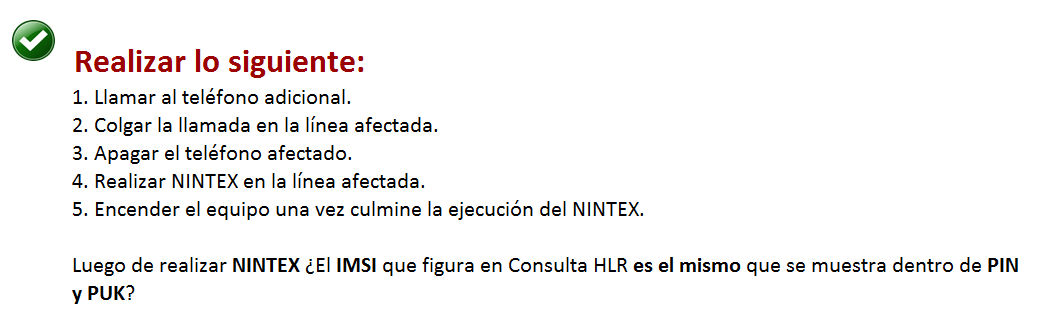 Realizar lo siguiente:
1. Llamar al teléfono adicional.
2. Colgar la llamada en la línea afectada.
3. Apagar el teléfono afectado.
4. Realizar NINTEX en la línea afectada.
5. Encender el equipo una vez culmine la ejecución del NINTEX.
Luego de realizar NINTEX ¿El IMSI que figura en Consulta HLR es el mismo que se muestra dentro de PIN
y PUK?